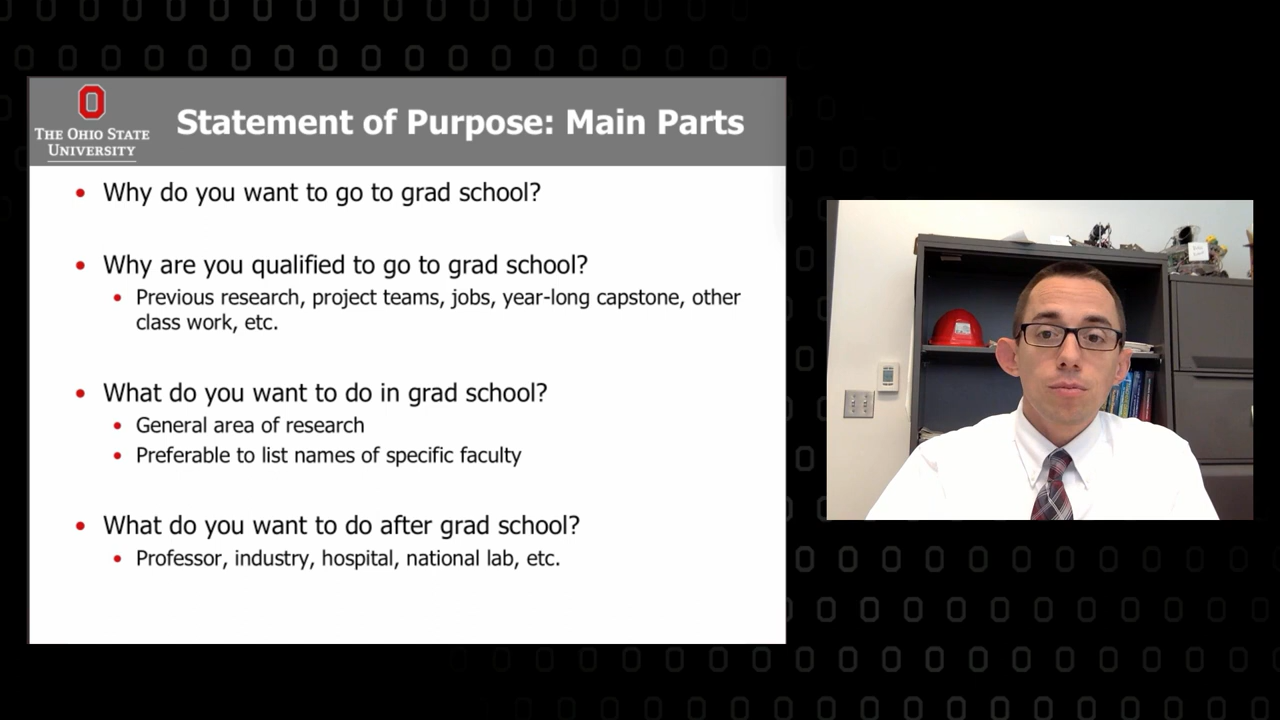 THE OHIO STATE
UNIVERSITY
Statement of Purpose: Main Parts
• Why do you want to go to grad school?
• Why are you qualified to go to grad school?
• Previous research, project teams, jobs, year-long capstone, other
class work, etc.
• What do you want to do in grad school?
• General area of research
• Preferable to list names of specific faculty
• What do you want to do after grad school?
• Professor, industry, hospital, national lab, etc.